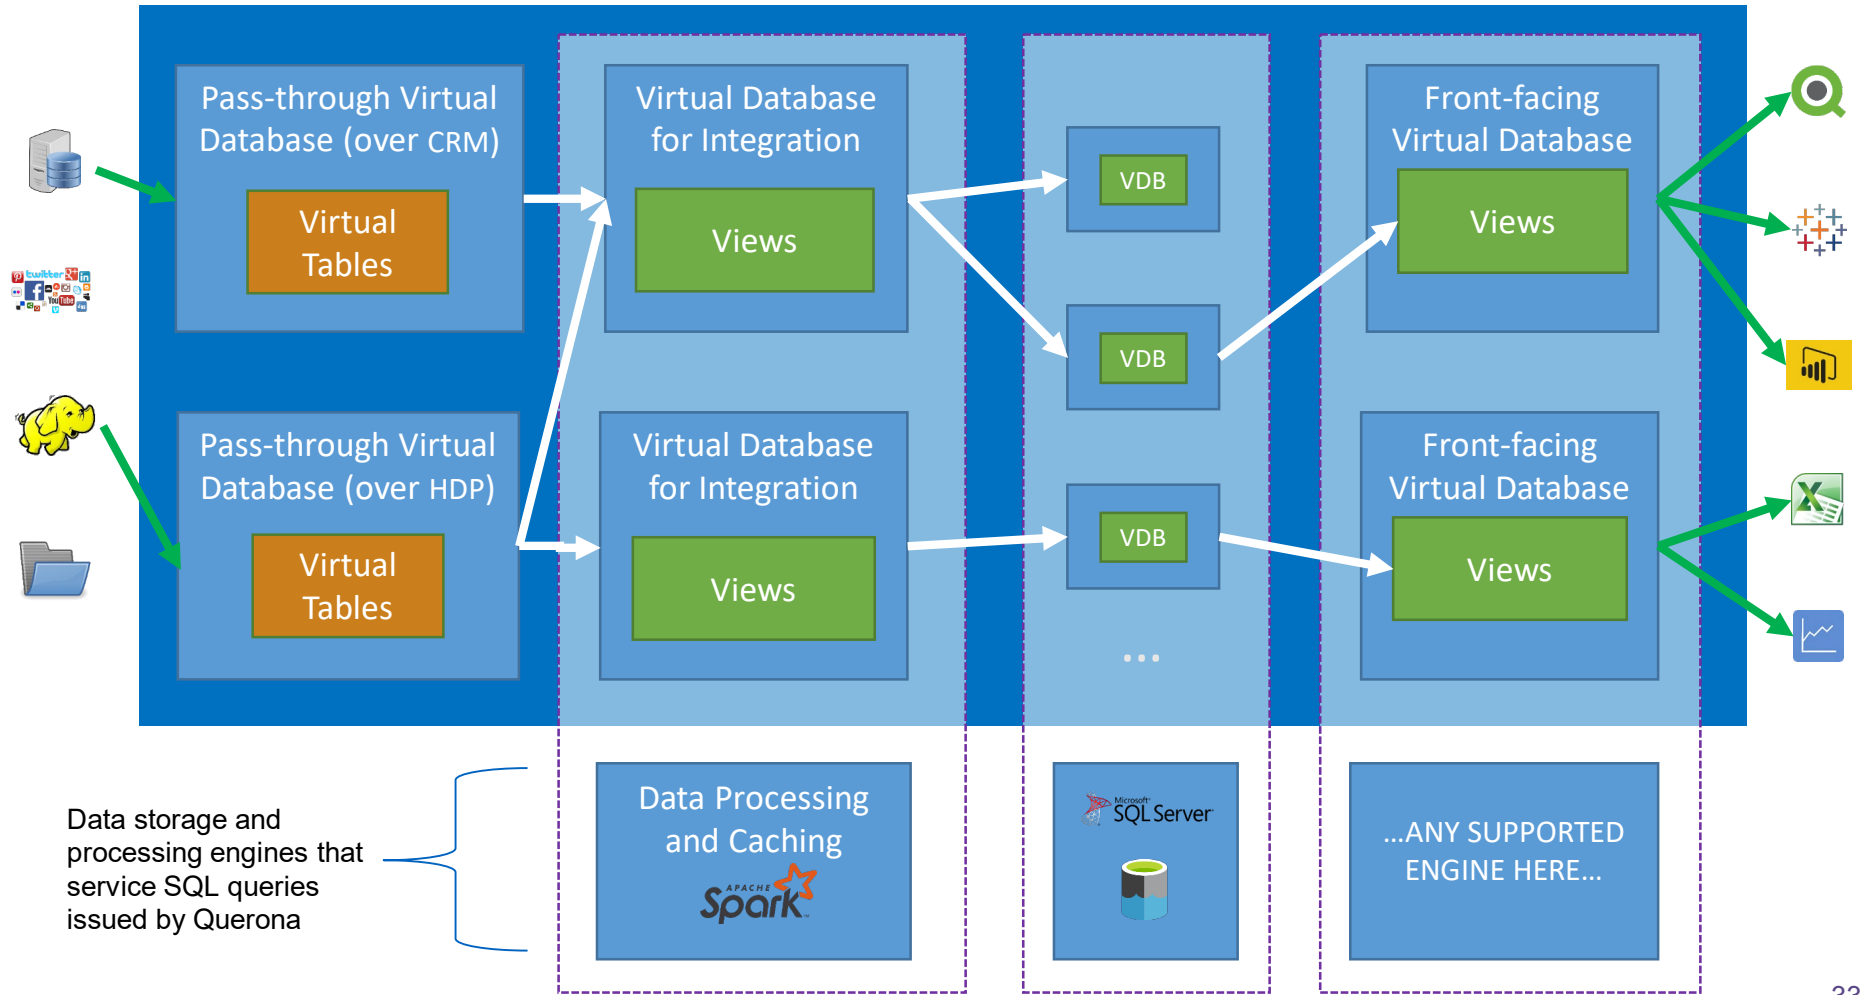 Pass-through Virtual
Database (over CRM)
Virtual
Tables
Virtual Database
for Integration
Views
VDB
Front-facing
Virtual Database
Views
twitter
YouTube
VDB
Pass-through Virtual
Database (over HDP)
Virtual
Tables
Virtual Database
for Integration
Views
VDB
...
Front-facing
Virtual Database
Views
Data storage and
processing engines that
service SQL queries
issued by Querona
Data Processing
and Caching
APACHE
Spark
Microsoft
SQL Server
...ANY SUPPORTED
ENGINE HERE...
33